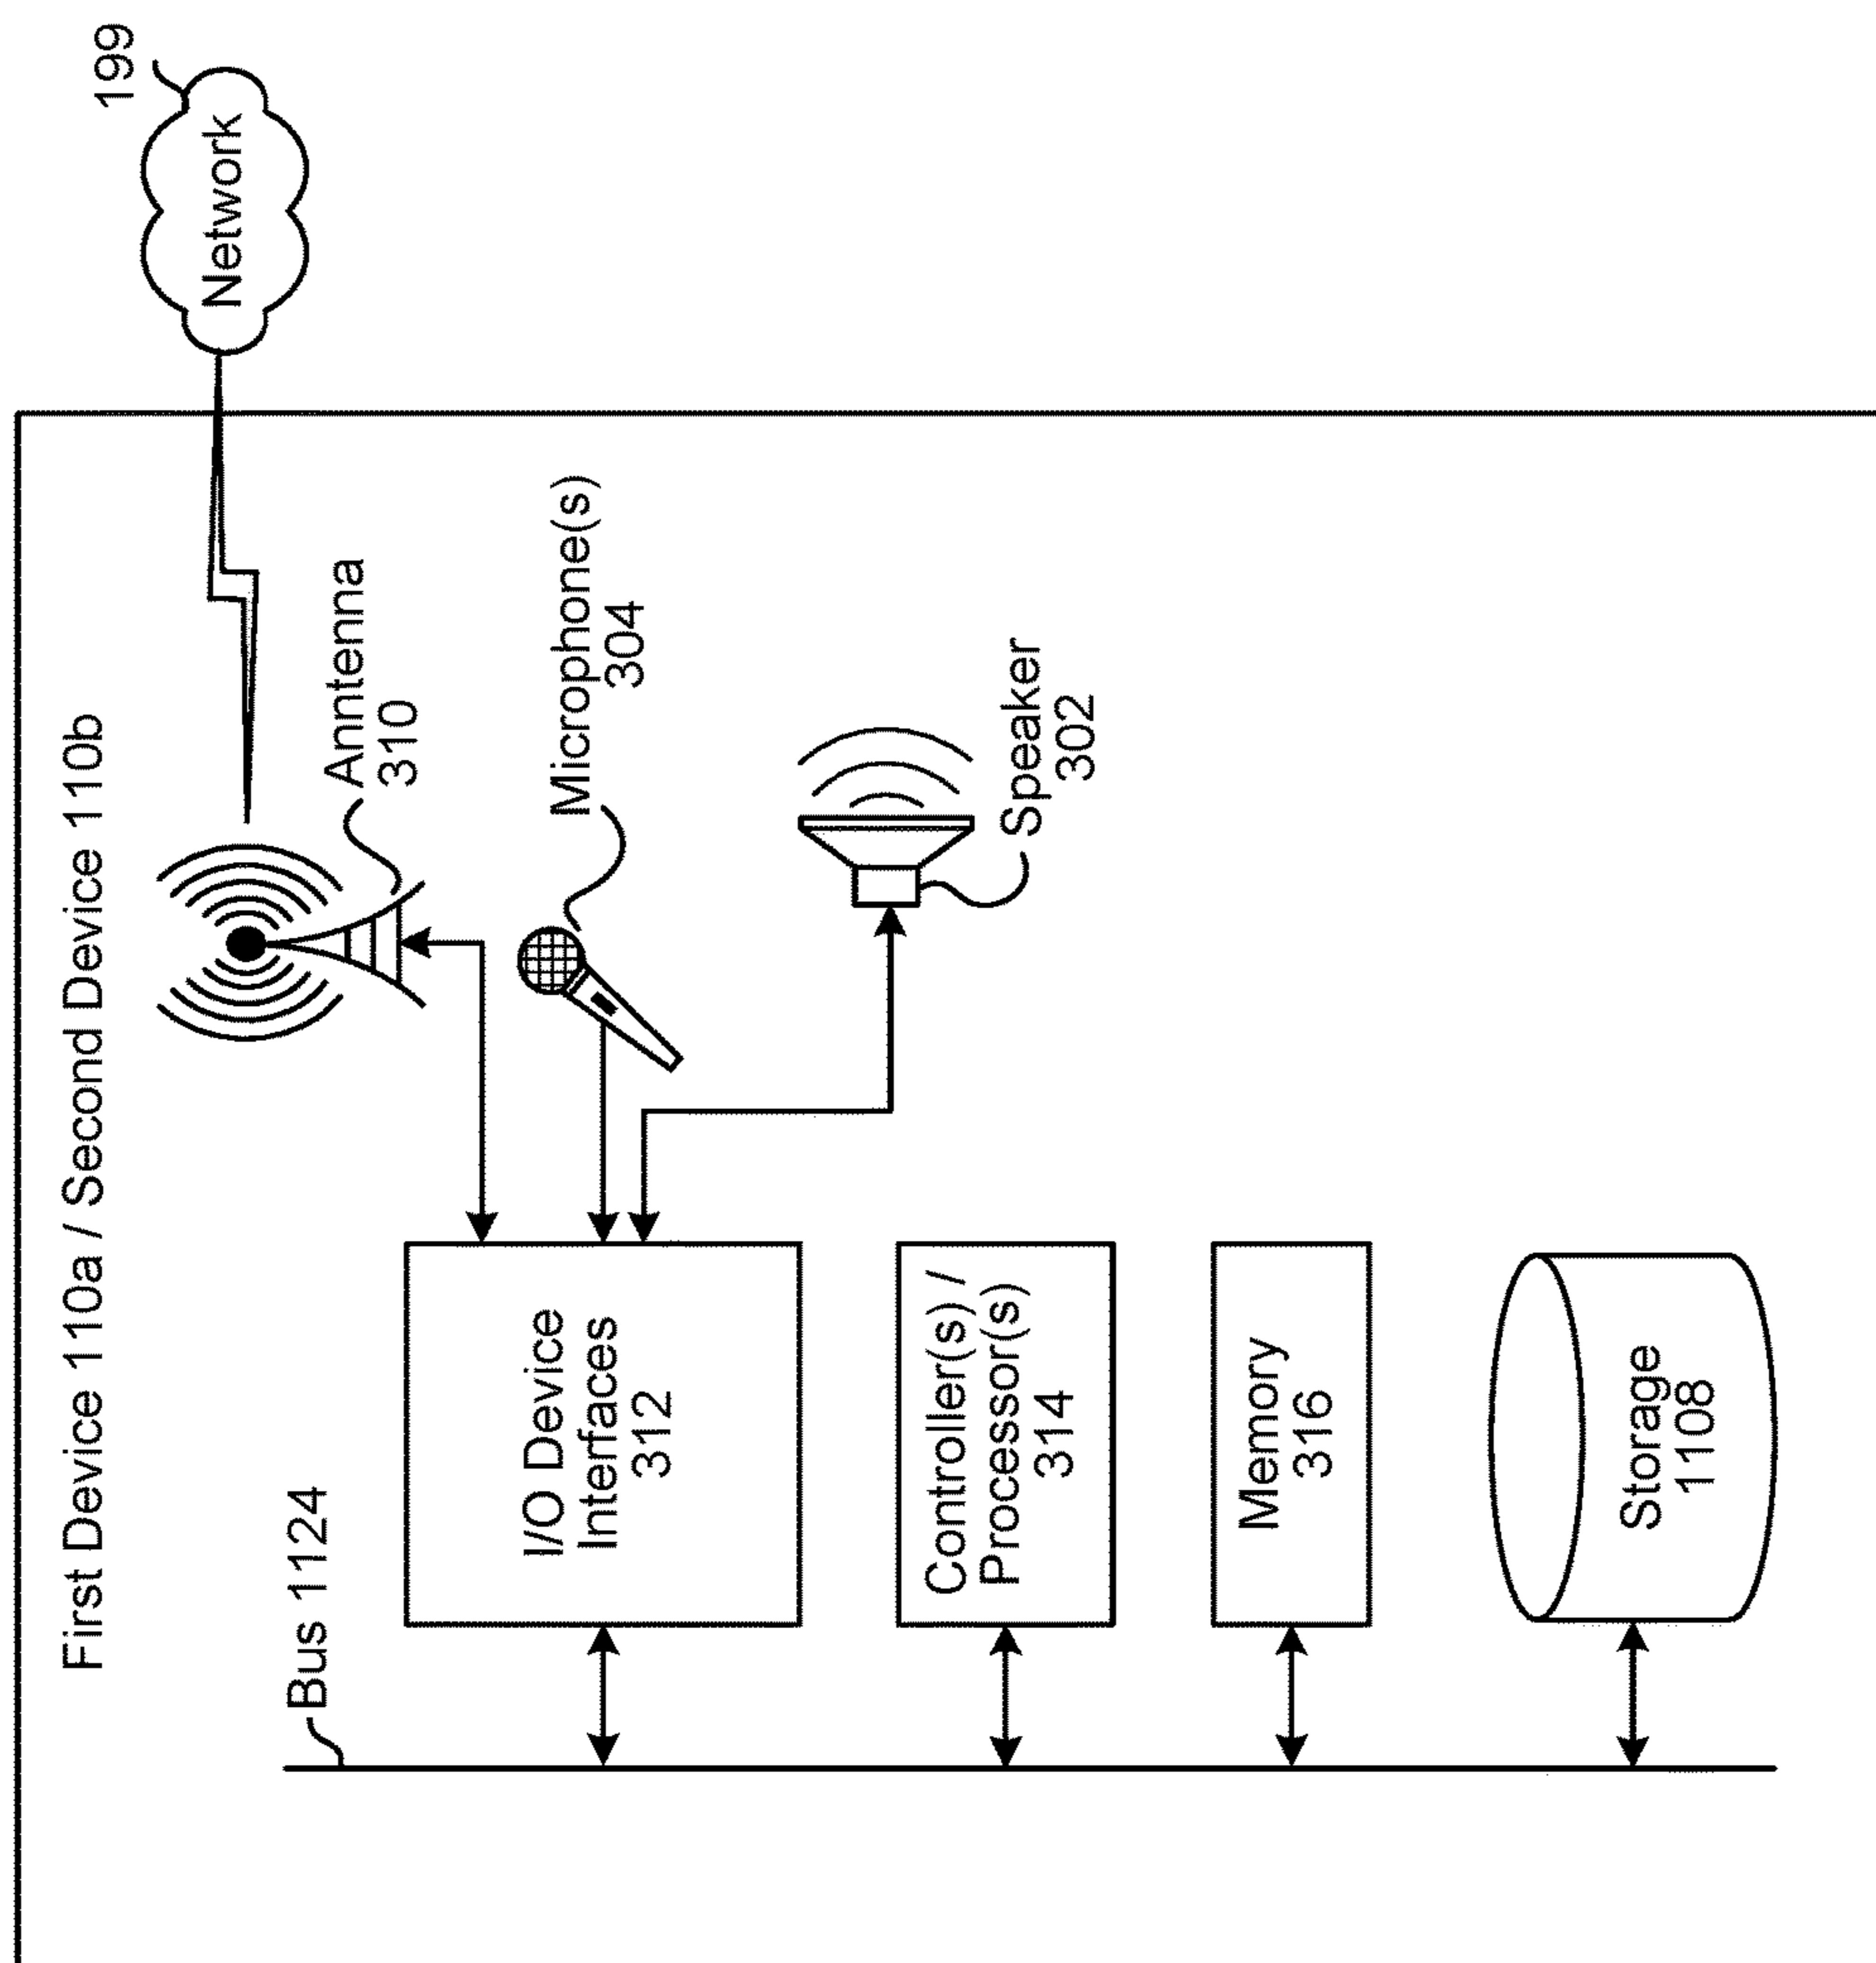 First Device 110a / Second Device 110b
Bus 1124
199
Network
Anntenna
310
Microphone(s)
304
Speaker
302
I/O Device
Interfaces
312
Controller(s) /
Processor(s)
314
Memory
316
Storage
1108